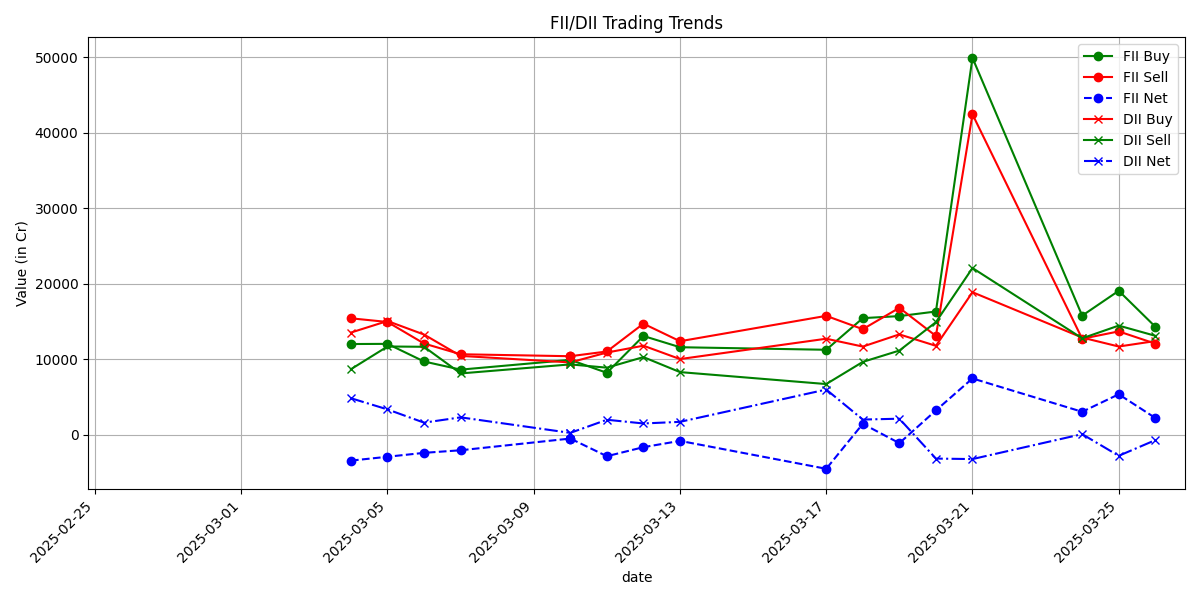 FII/DII Trading Trends
50000
40000
30000
20000
10000
0
Value (in Cr)
FII Buy
FII Sell
FII Net
DII Buy
DII Sell
DII Net
2025-02-25
2025-03-01
2025-03-05
2025-03-09
2025-03-13
2025-03-17
2025-03-21
2025-03-25
date